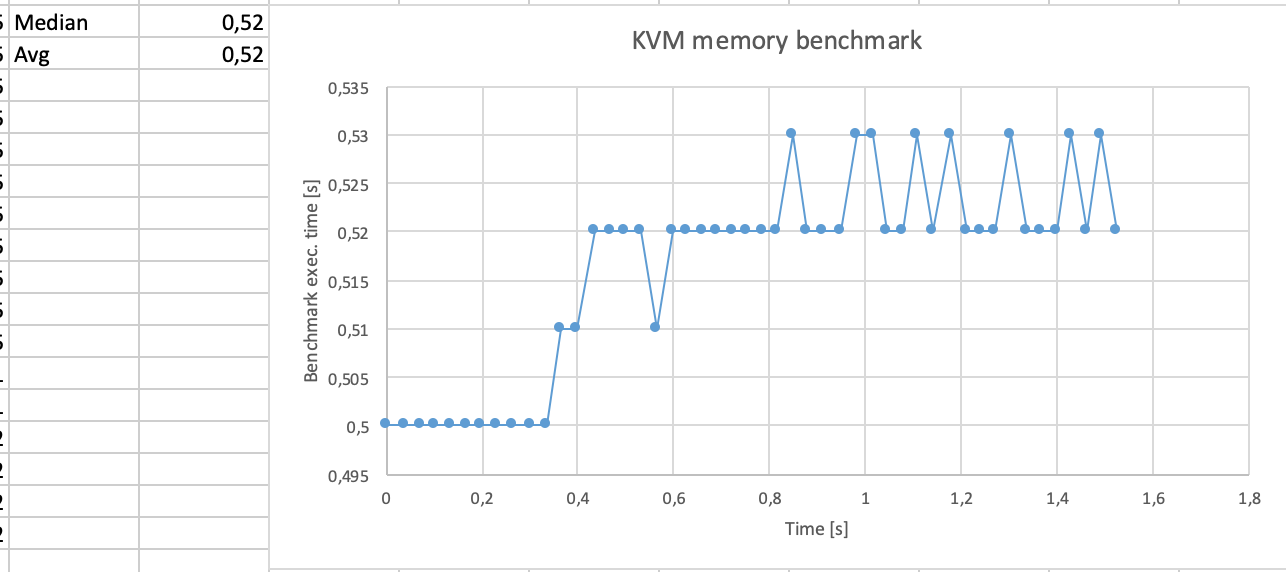 Median 0,52
Avg 0,52
KVM memory benchmark
Benchmark exec. time [s]
0,535
0,53
0,525
0,52
0,515
0,51
0,505
0,5
0,495
0 0,2 0,4 0,6 0,8 1 1,2 1,4 1,6 1,8
Time [s]